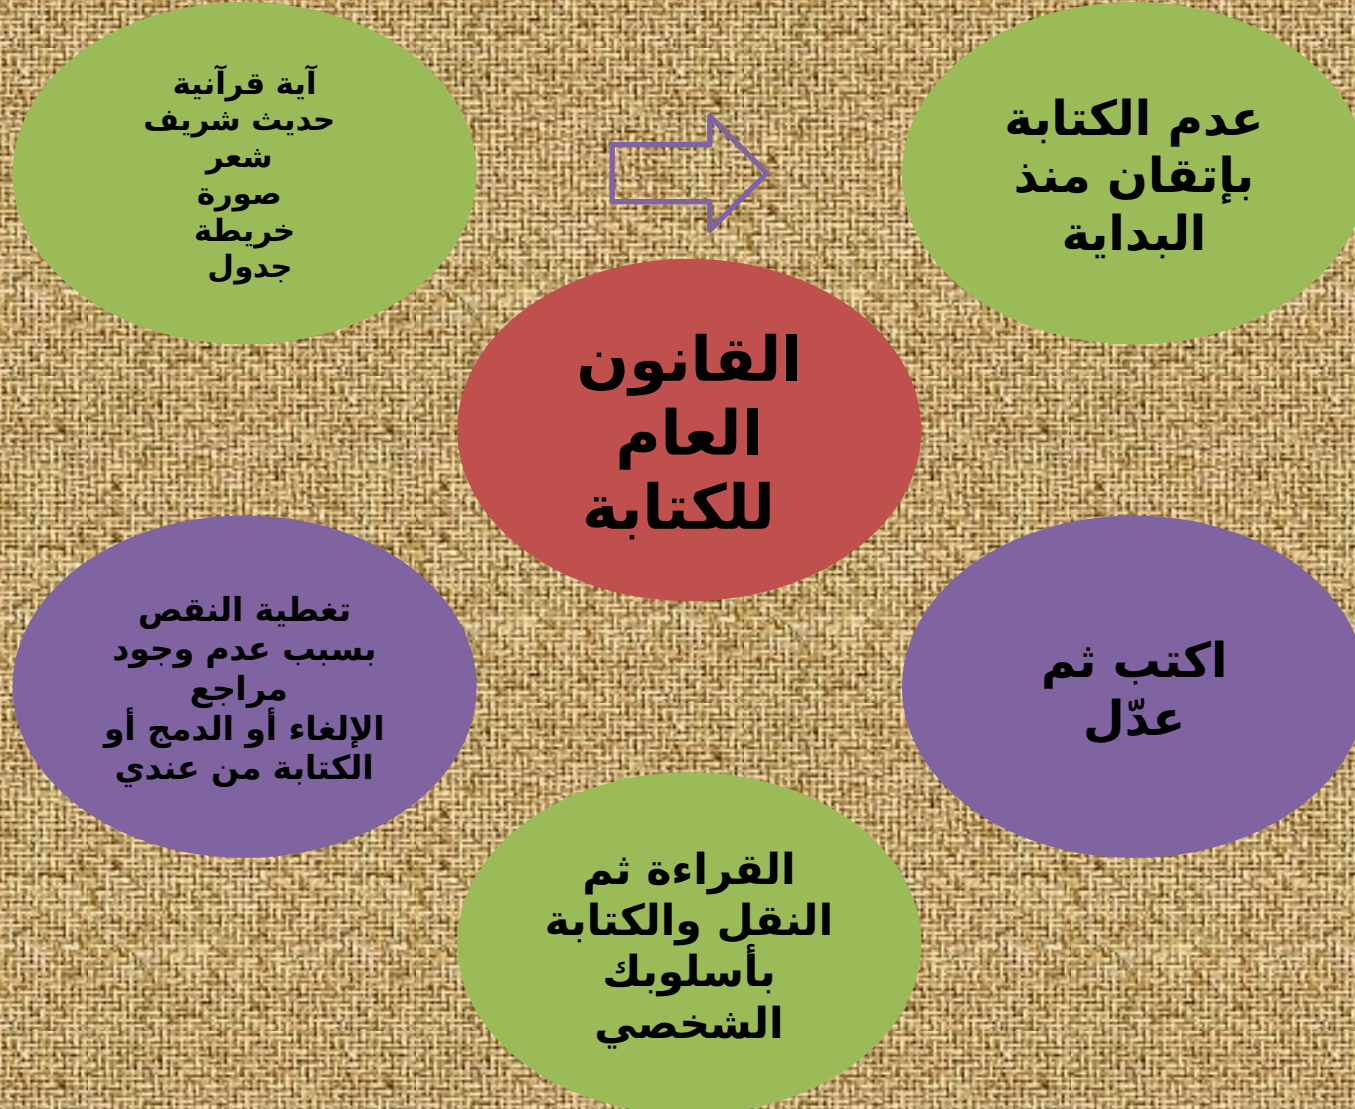 عدم الكتابة
بإتقان منذ
البداية
آية قرآنية
حديث شريف
شعر
صورة
خريطة
جدول
القانون
العام
للكتابة
اكتب ثم
عدّل
تغطية النقص
بسبب عدم وجود
مراجع
الإلغاء أو الدمج أو
الكتابة من عندي
القراءة ثم
النقل والكتابة
بأسلوبك
الشخصي